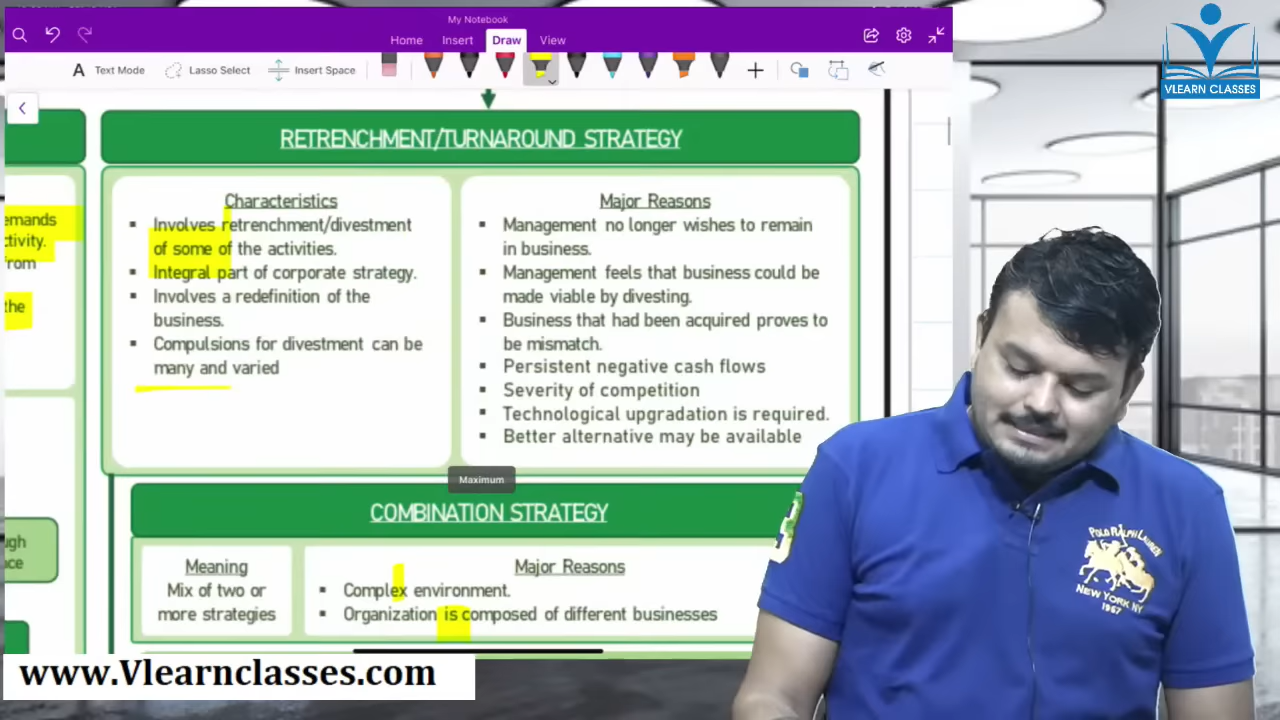 My Notebook
Home Insert Draw View
Text Mode Lasso Select Insert Space
VLEARN CLASSES
RETRENCHMENT/TURNAROUND STRATEGY
emands
ctivity.
from
the
Characteristics
▪ Involves retrenchment/divestment
of some of the activities.
▪ Integral part of corporate strategy.
▪ Involves a redefinition of the
business.
▪ Compulsions for divestment can be
many and varied
Major Reasons
▪ Management no longer wishes to remain
in business.
▪ Management feels that business could be
made viable by divesting.
▪ Business that had been acquired proves to
be mismatch.
▪ Persistent negative cash flows
▪ Severity of competition
▪ Technological upgradation is required.
▪ Better alternative may be available
Maximum
COMBINATION STRATEGY
ugh
ce
Meaning
Mix of two or
more strategies
Major Reasons
▪ Complex environment.
▪ Organization is composed of different businesses
www.Vlearnclasses.com
POLO RALPH LAUREN
NEW YORK NY
1967